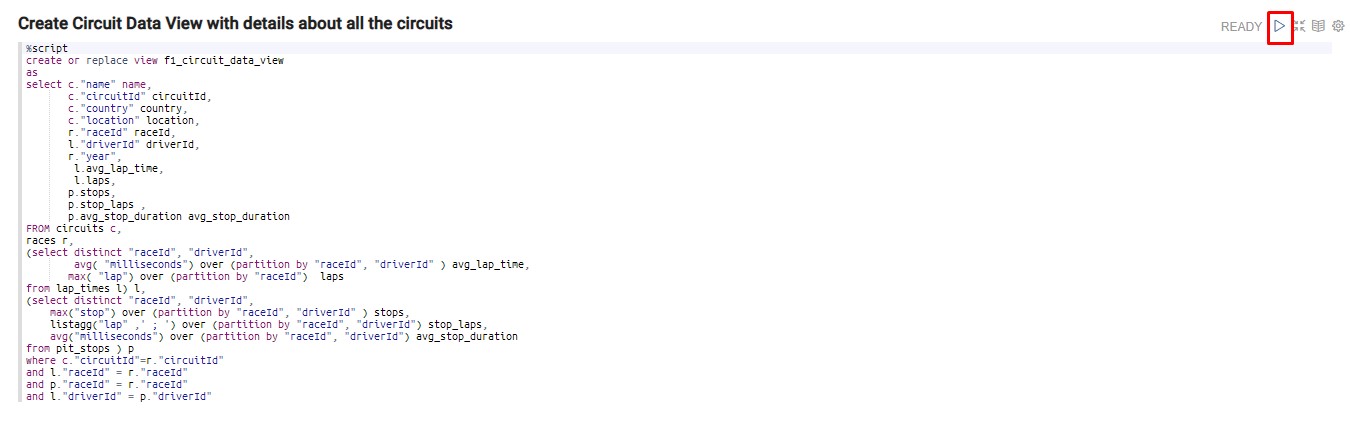 Create Circuit Data View with details about all the circuits
READY
%script
create or replace view f1_circuit_data_view
as
select c."name" name,
c."circuitId" circuitId,
c."country" country,
c."location" location,
r."raceId" raceId,
l."driverId" driverId,
r."year",
l.avg_lap_time,
l.laps,
p.stops,
p.stop_laps ,
p.avg_stop_duration avg_stop_duration
FROM circuits c,
races r,
(select distinct "raceId", "driverId",
avg( "milliseconds") over (partition by "raceId", "driverId" ) avg_lap_time,
max( "lap") over (partition by "raceId")  laps
from lap_times l) l,
(select distinct "raceId", "driverId",
max("stop") over (partition by "raceId", "driverId" ) stops,
listagg("lap" ,' ; ') over (partition by "raceId", "driverId") stop_laps,
avg("milliseconds") over (partition by "raceId", "driverId") avg_stop_duration
from pit_stops ) p
where c."circuitId"=r."circuitId"
and l."raceId" = r."raceId"
and p."raceId" = r."raceId"
and l."driverId" = p."driverId"